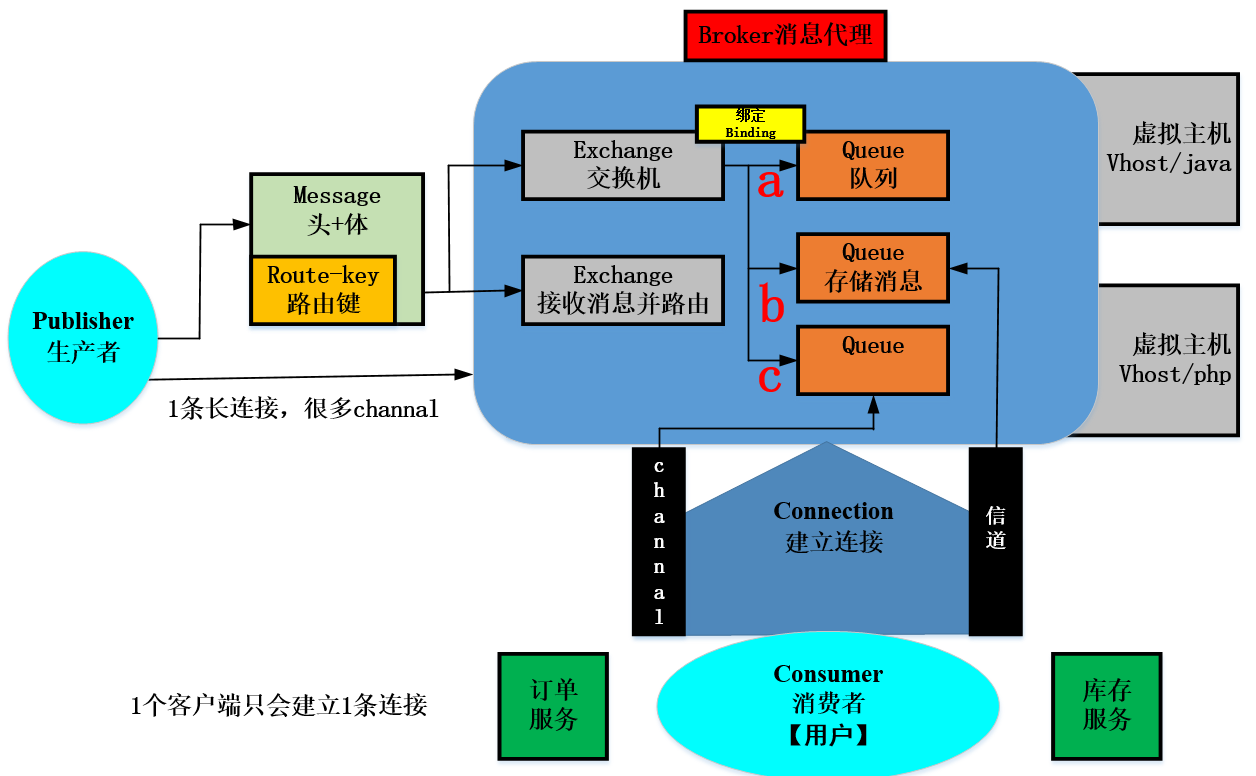 Broker消息代理
绑定
Binding
Exchange
交换机
Queue
队列
a
虚拟主机
Vhost/java
Message
头+体
Route-key
路由键
Exchange
接收消息并路由
Queue
存储消息
b
Queue
c
虚拟主机
Vhost/php
Publisher
生产者
1条长连接，很多channal
channal
Connection
建立连接
信道
1个客户端只会建立1条连接
订单
服务
Consumer
消费者
【用户】
库存
服务